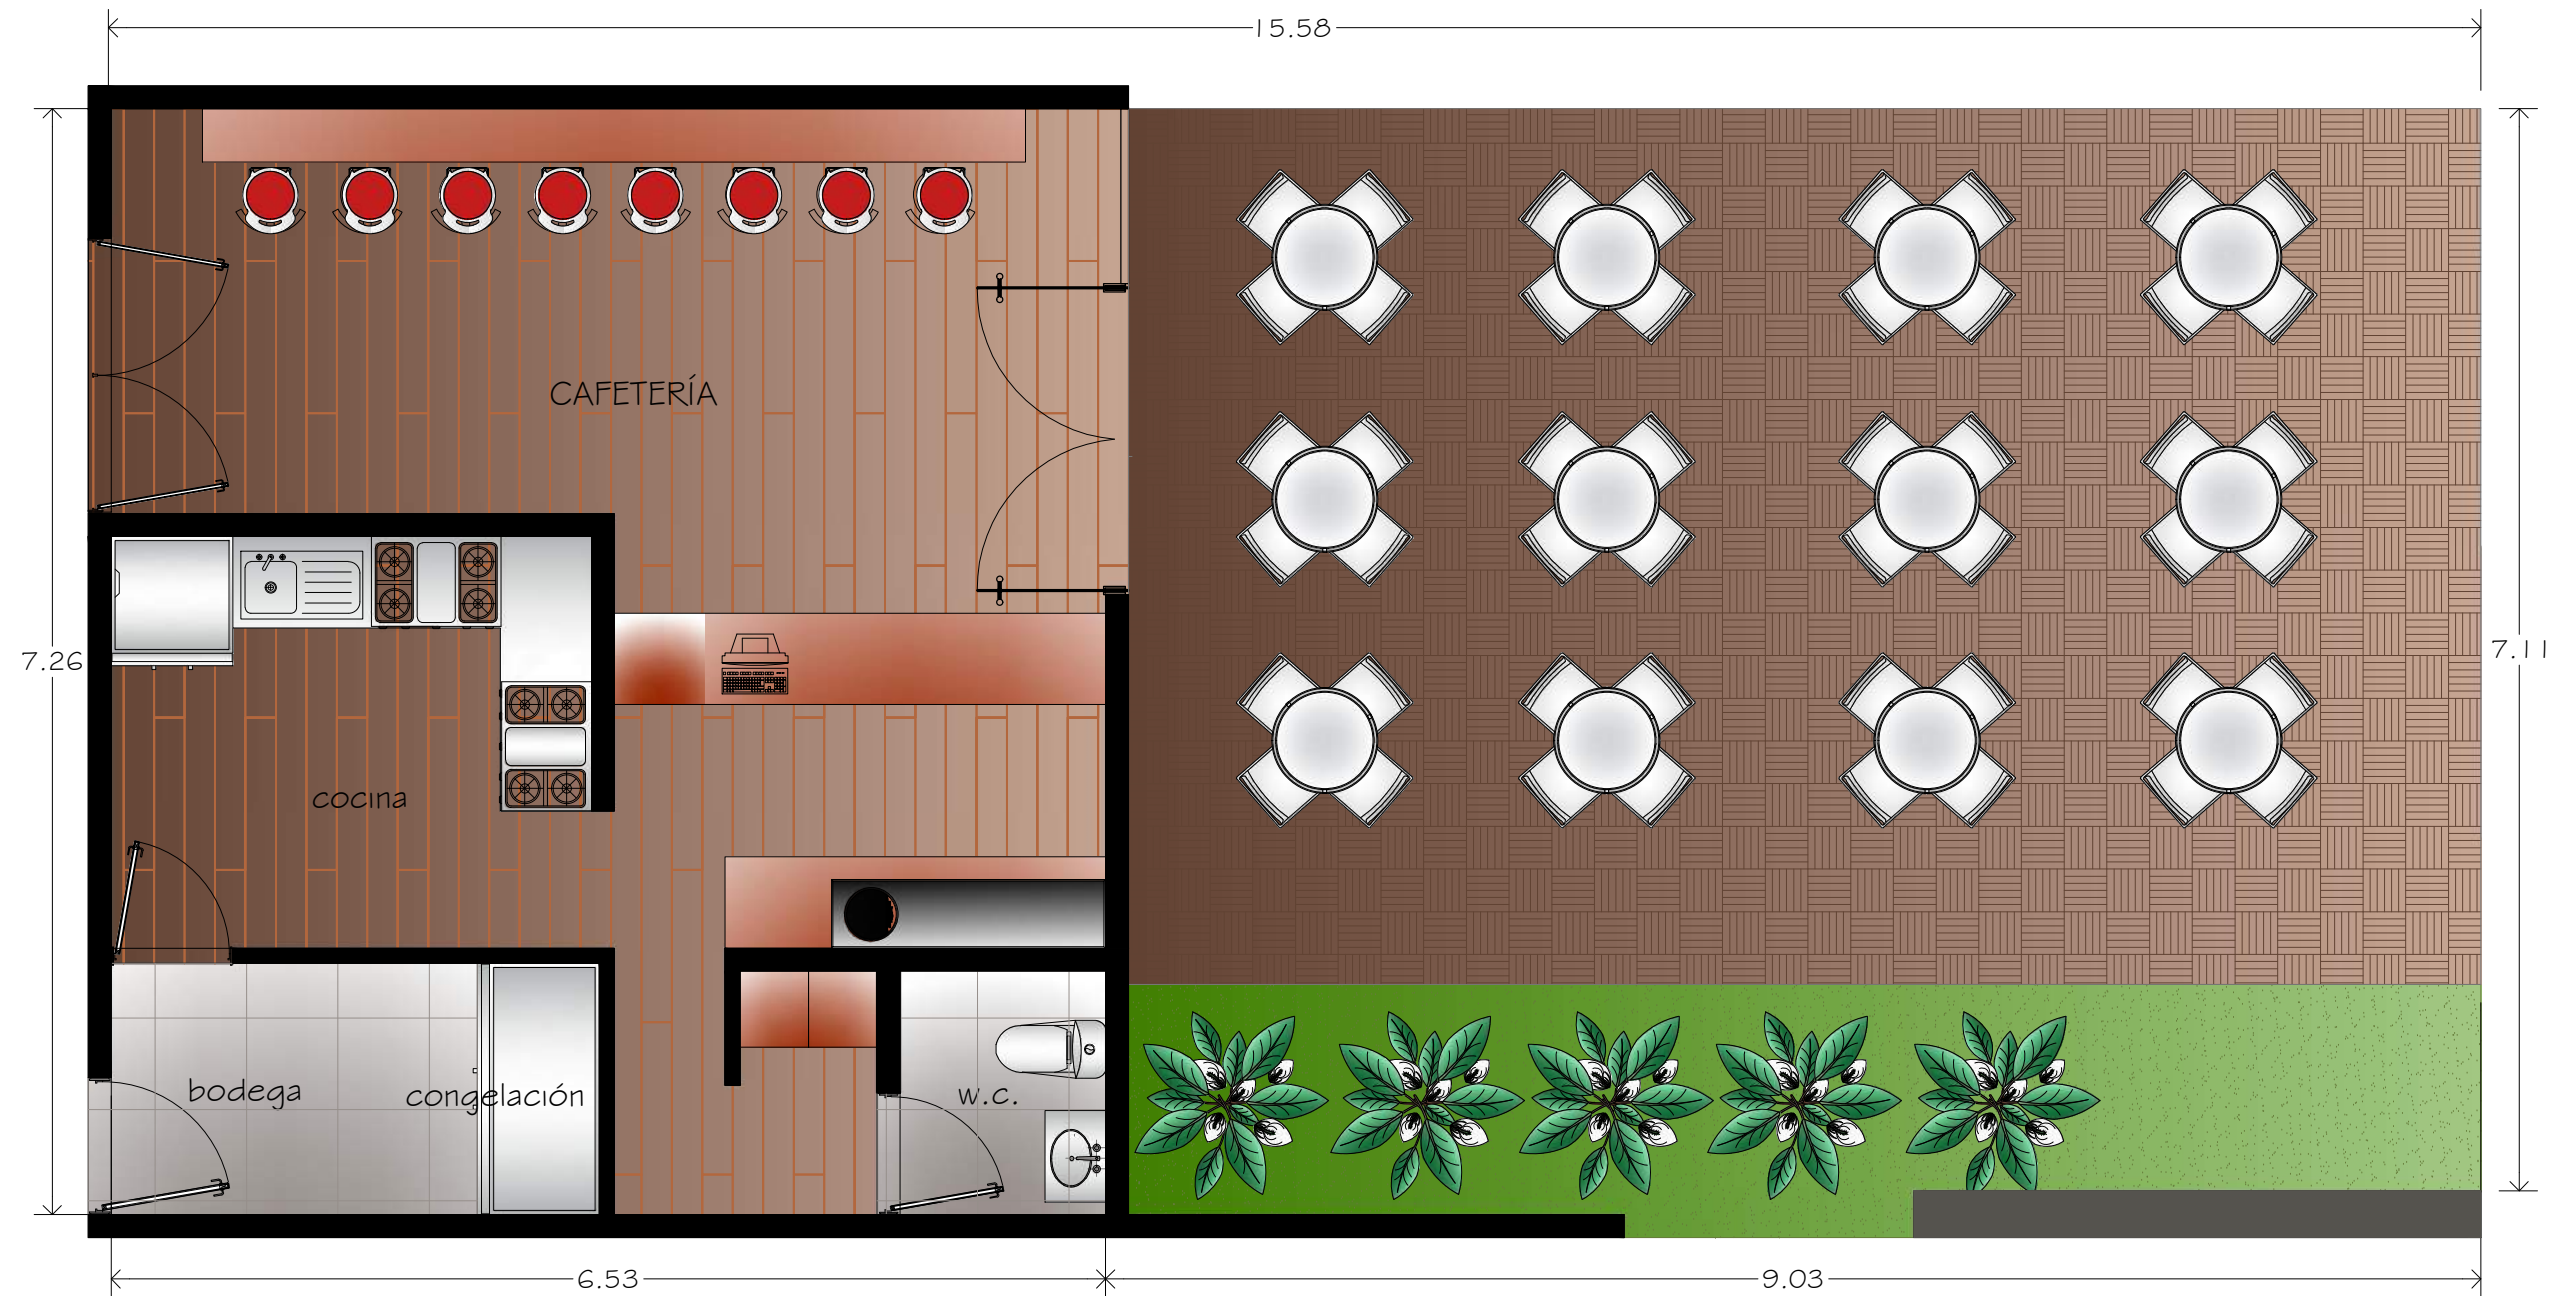 15.58
CAFETERÍA
7.26
7.11
cocina
bodega
congelación
w.c.
6.53
9.03